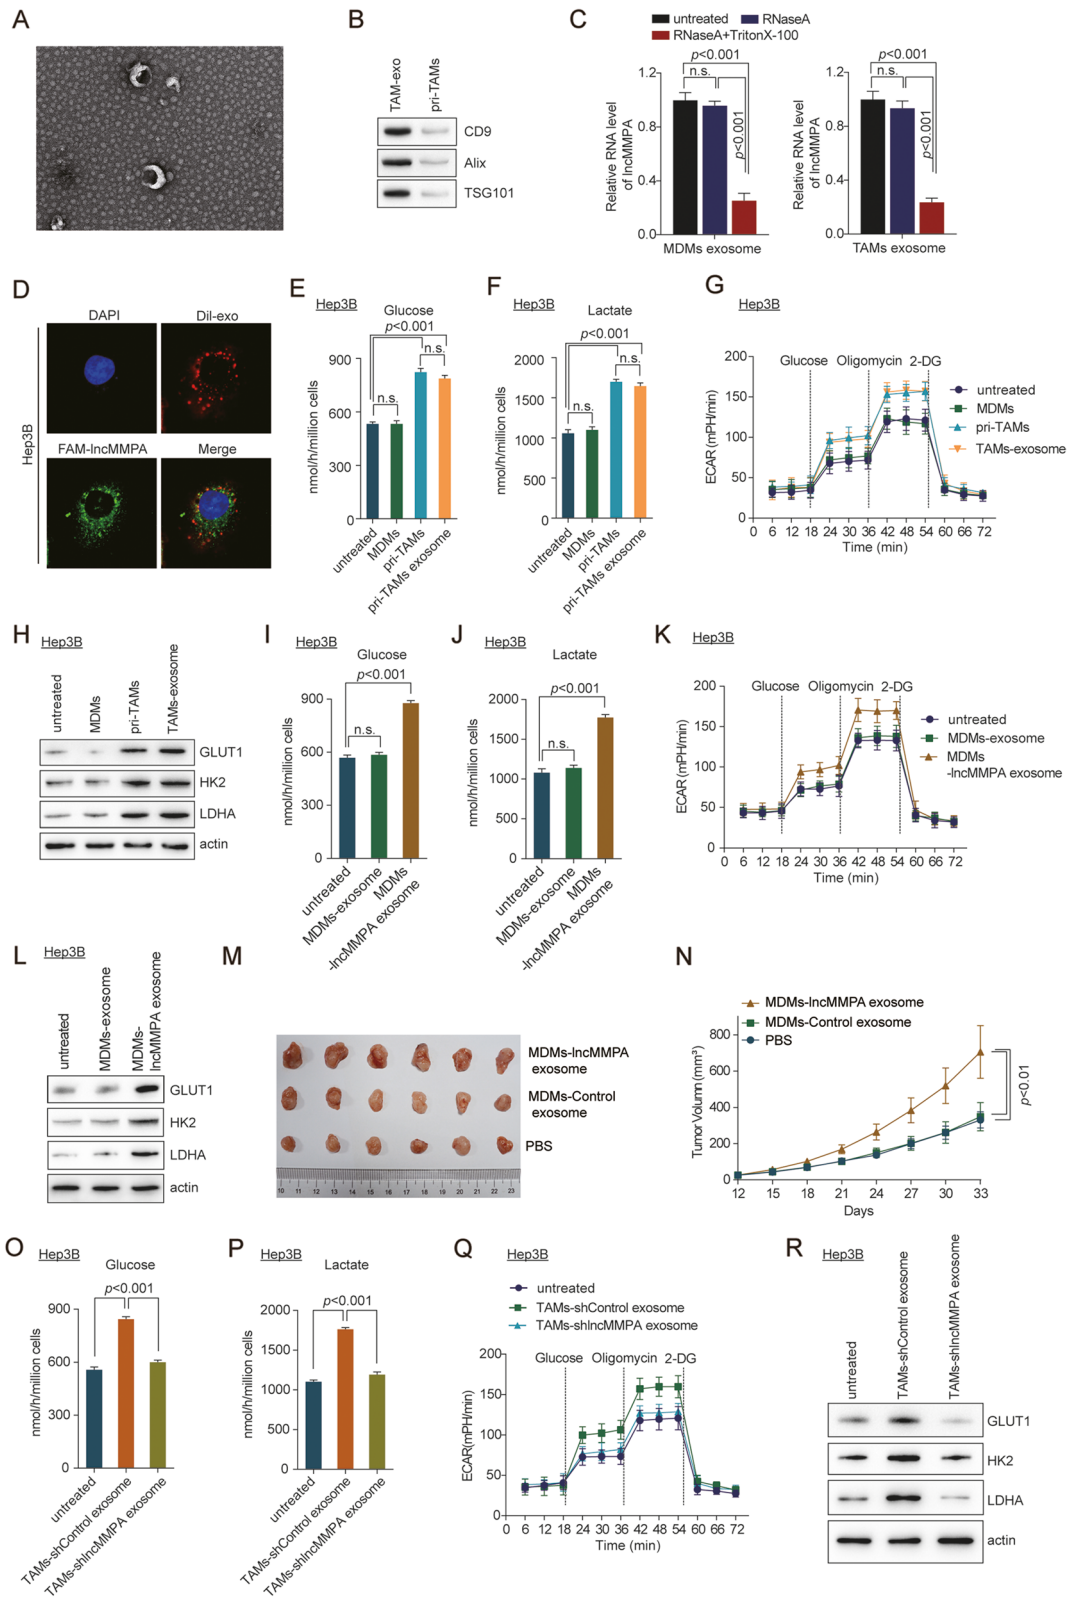 A
B
TAM-exo
pri-TAMs
CD9
Alix
TSG101
C
untreated
RNaseA
RNaseA+TritonX-100
p<0.001
n.s.
p<0.001
1.2
0.8
0.4
0.0
Relative RNA level
of lncMMPA
MDMs exosome
p<0.001
n.s.
p<0.001
1.2
0.8
0.4
0.0
Relative RNA level
of lncMMPA
TAMs exosome
D
Hep3B
DAPI
Dil-exo
FAM-lncMMPA
Merge
E
Hep3B
Glucose
p<0.001
n.s.
n.s.
900
600
300
0
nmol/h/million cells
untreated
MDMs
pri-TAMs
pri-TAMs exosome
F
Hep3B
Lactate
p<0.001
n.s.
n.s.
2000
1500
1000
500
0
nmol/h/million cells
untreated
MDMs
pri-TAMs
pri-TAMs exosome
G
Hep3B
Glucose
Oligomycin
2-DG
200
150
100
50
0
ECAR (mPH/min)
0 6 12 18 24 30 36 42 48 54 60 66 72
Time (min)
untreated
MDMs
pri-TAMs
TAMs-exosome
H
Hep3B
untreated
MDMs
pri-TAMs
TAMs-exosome
GLUT1
HK2
LDHA
actin
I
Hep3B
Glucose
p<0.001
n.s.
900
600
300
0
nmol/h/million cells
untreated
MDMs-exosome
MDMs
-lncMMPA exosome
J
Hep3B
Lactate
p<0.001
n.s.
2000
1500
1000
500
0
nmol/h/million cells
untreated
MDMs-exosome
MDMs
-lncMMPA exosome
K
Hep3B
Glucose
Oligomycin
2-DG
200
150
100
50
0
ECAR (mPH/min)
0 6 12 18 24 30 36 42 48 54 60 66 72
Time (min)
untreated
MDMs-exosome
MDMs
-lncMMPA exosome
L
Hep3B
untreated
MDMs-exosome
MDMs-
lncMMPA exosome
GLUT1
HK2
LDHA
actin
M
MDMs-lncMMPA
exosome
MDMs-Control
exosome
PBS
10 11 12 13 14 15 16 17 18 19 20 21 22 23
N
MDMs-lncMMPA exosome
MDMs-Control exosome
PBS
800
600
400
200
0
Tumor Volumn (mm³)
p<0.01
12 15 18 21 24 27 30 33
Days
O
Hep3B
Glucose
p<0.001
900
600
300
0
nmol/h/million cells
untreated
TAMs-shControl exosome
TAMs-shlncMMPA exosome
P
Hep3B
Lactate
p<0.001
2000
1500
1000
500
0
nmol/h/million cells
untreated
TAMs-shControl exosome
TAMs-shlncMMPA exosome
Q
Hep3B
untreated
TAMs-shControl exosome
TAMs-shlncMMPA exosome
Glucose
Oligomycin
2-DG
200
150
100
50
0
ECAR(mPH/min)
0 6 12 18 24 30 36 42 48 54 60 66 72
Time (min)
R
Hep3B
untreated
TAMs-shControl exosome
TAMs-shlncMMPA exosome
GLUT1
HK2
LDHA
actin